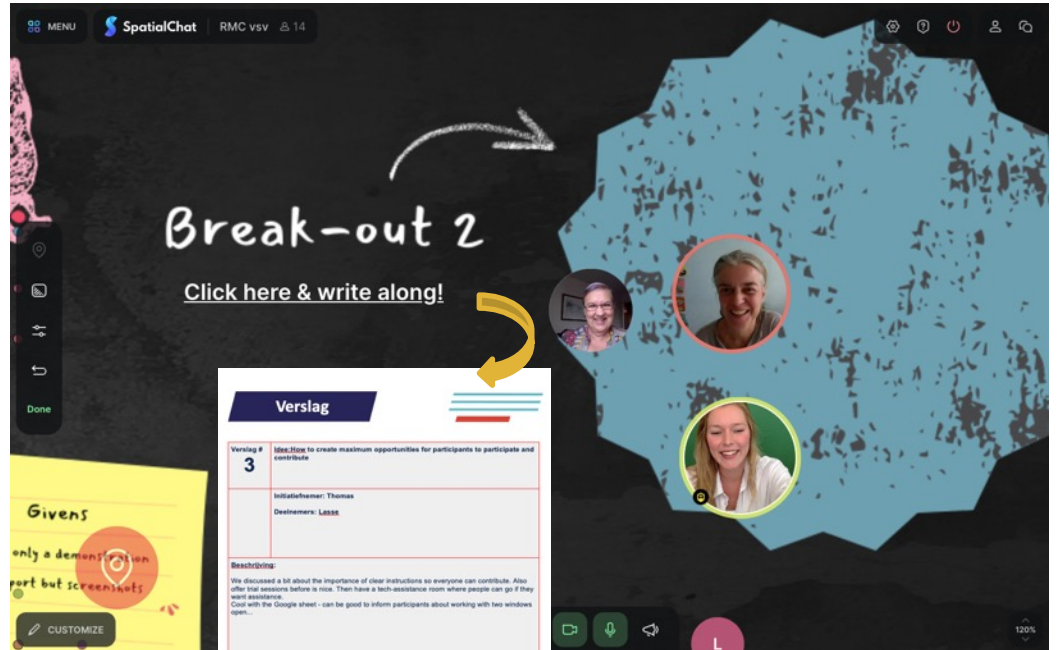 MENU
SpatialChat
RMC vsv
14
Break-out 2
Click here & write along!
Done
Verslag
Verslag #
3
Idee:How to create maximum opportunities for participants to participate and
contribute
Initiatiefnemer: Thomas
Deelnemers: Lasse
Beschrijving:
We discussed a bit about the importance of clear instructions so everyone can contribute. Also
offer trial sessions before is nice. Then have a tech-assistance room where people can go if they
want assistance.
Cool with the Google sheet - can be good to inform participants about working with two windows
open...
Givens
only a demonstration
port but screenshots
CUSTOMIZE
L
120%